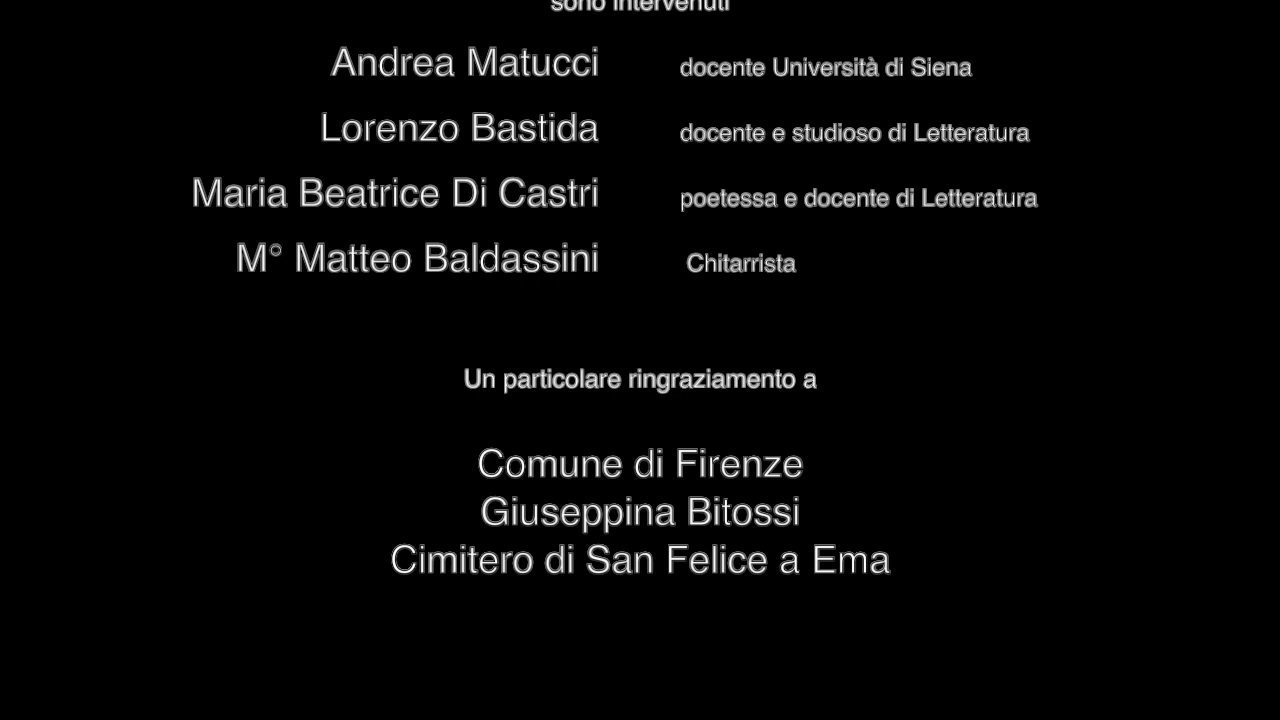 sono intervenuti
Andrea Matucci docente Università di Siena
Lorenzo Bastida docente e studioso di Letteratura
Maria Beatrice Di Castri poetessa e docente di Letteratura
M° Matteo Baldassini Chitarrista
Un particolare ringraziamento a
Comune di Firenze
Giuseppina Bitossi
Cimitero di San Felice a Ema